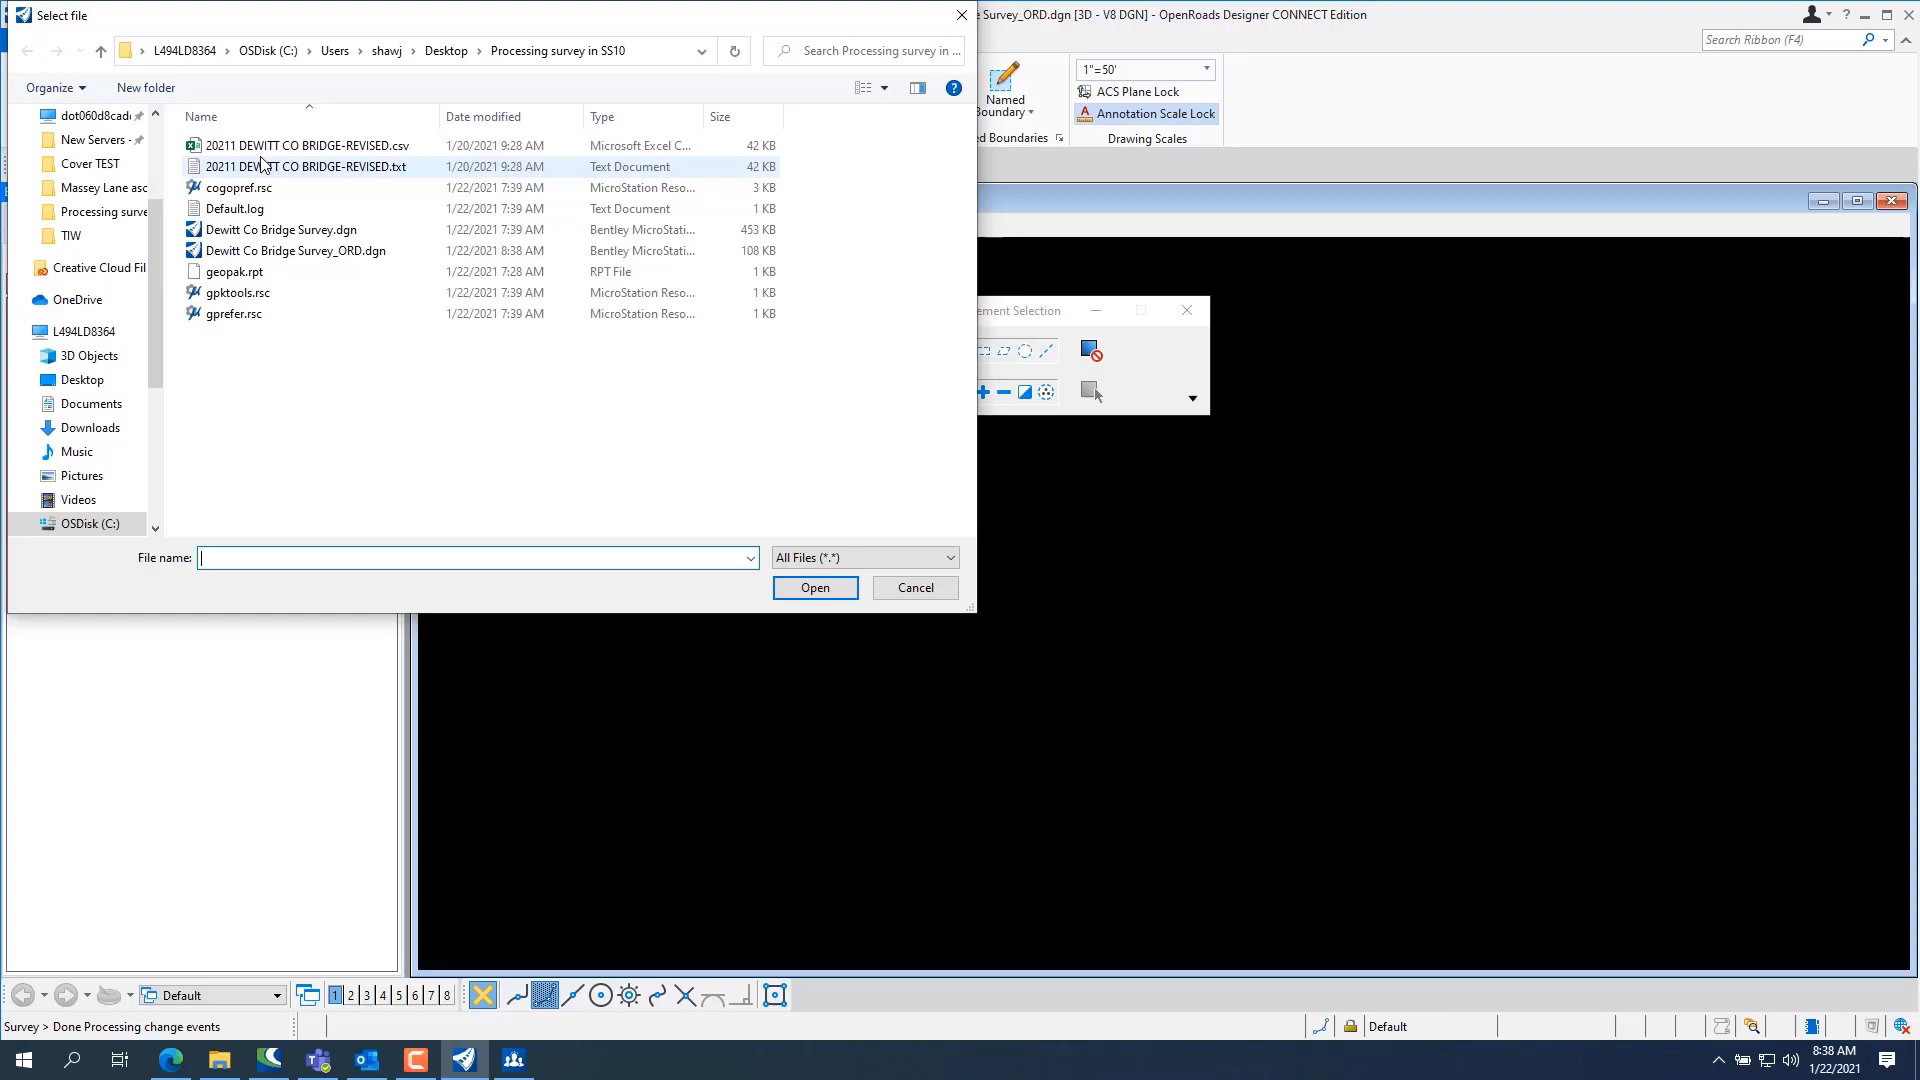 Select file
Survey_ORD.dgn [3D - V8 DGN] - OpenRoads Designer CONNECT Edition
L494LD8364 > OSDisk (C:) > Users > shawj > Desktop > Processing survey in SS10
Search Processing survey in ...
Search Ribbon (F4)
Organize
New folder
Named
Boundary
1"=50'
ACS Plane Lock
Annotation Scale Lock
d Boundaries
Drawing Scales
Name
Date modified
Type
Size
dot060d8cad
New Servers -
Cover TEST
Massey Lane asc
Processing surve
TIW
Creative Cloud Fil
OneDrive
L494LD8364
3D Objects
Desktop
Documents
Downloads
Music
Pictures
Videos
OSDisk (C:)
20211 DEWITT CO BRIDGE-REVISED.csv 1/20/2021 9:28 AM Microsoft Excel C... 42 KB
20211 DEWITT CO BRIDGE-REVISED.txt 1/20/2021 9:28 AM Text Document 42 KB
cogopref.rsc 1/22/2021 7:39 AM MicroStation Reso... 3 KB
Default.log 1/22/2021 7:39 AM Text Document 1 KB
Dewitt Co Bridge Survey.dgn 1/22/2021 7:39 AM Bentley MicroStati... 453 KB
Dewitt Co Bridge Survey_ORD.dgn 1/22/2021 8:38 AM Bentley MicroStati... 108 KB
geopak.rpt 1/22/2021 7:28 AM RPT File 1 KB
gpktools.rsc 1/22/2021 7:39 AM MicroStation Reso... 1 KB
gprefer.rsc 1/22/2021 7:39 AM MicroStation Reso... 1 KB
ement Selection
File name:
All Files (*.*)
Open
Cancel
Default
1 2 3 4 5 6 7 8
Survey > Done Processing change events
Default
8:38 AM
1/22/2021